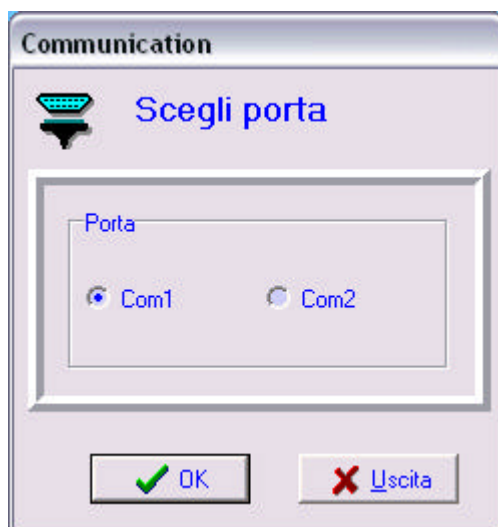 Communication
Scegli porta
Porta
Com1 Com2
OK Uscita